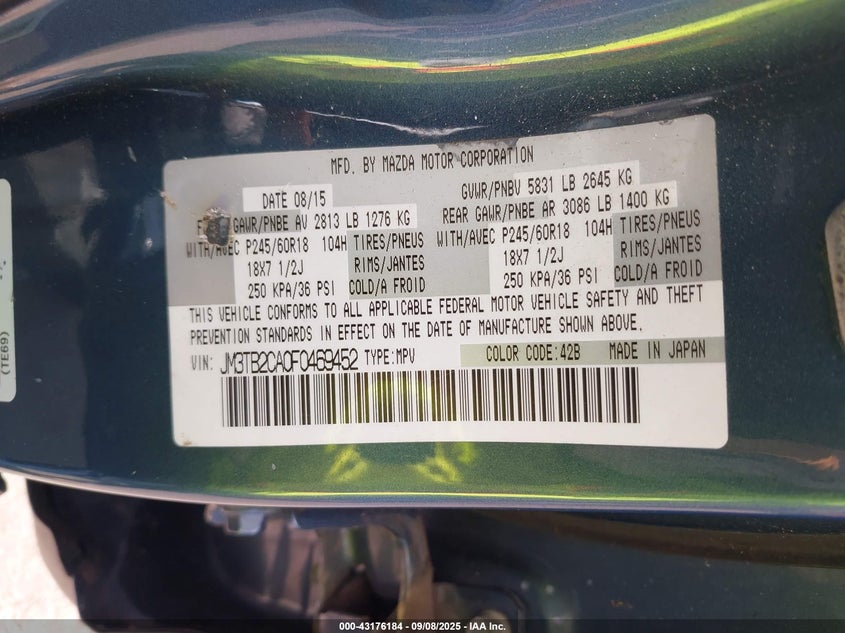 MFD. BY MAZDA MOTOR CORPORATION
DATE 08/15
GVWR/PNBU 5831 LB 2645 KG
GAWR/PNBE AV 2813 LB 1276 KG
REAR GAWR/PNBE AR 3086 LB 1400 KG
WITH/AVEC P245/60R18 104H TIRES/PNEUS
18X7 1/2J RIMS/JANTES
250 KPA/36 PSI COLD/A FROID
WITH/AVEC P245/60R18 104H TIRES/PNEUS
18X7 1/2J RIMS/JANTES
250 KPA/36 PSI COLD/A FROID
THIS VEHICLE CONFORMS TO ALL APPLICABLE FEDERAL MOTOR VEHICLE SAFETY AND THEFT
PREVENTION STANDARDS IN EFFECT ON THE DATE OF MANUFACTURE SHOWN ABOVE.
VIN: JM3TB2CA0F0469452 TYPE:MPV COLOR CODE:42B MADE IN JAPAN
(TE69)
000-43176184 - 09/08/2025 - IAA Inc.